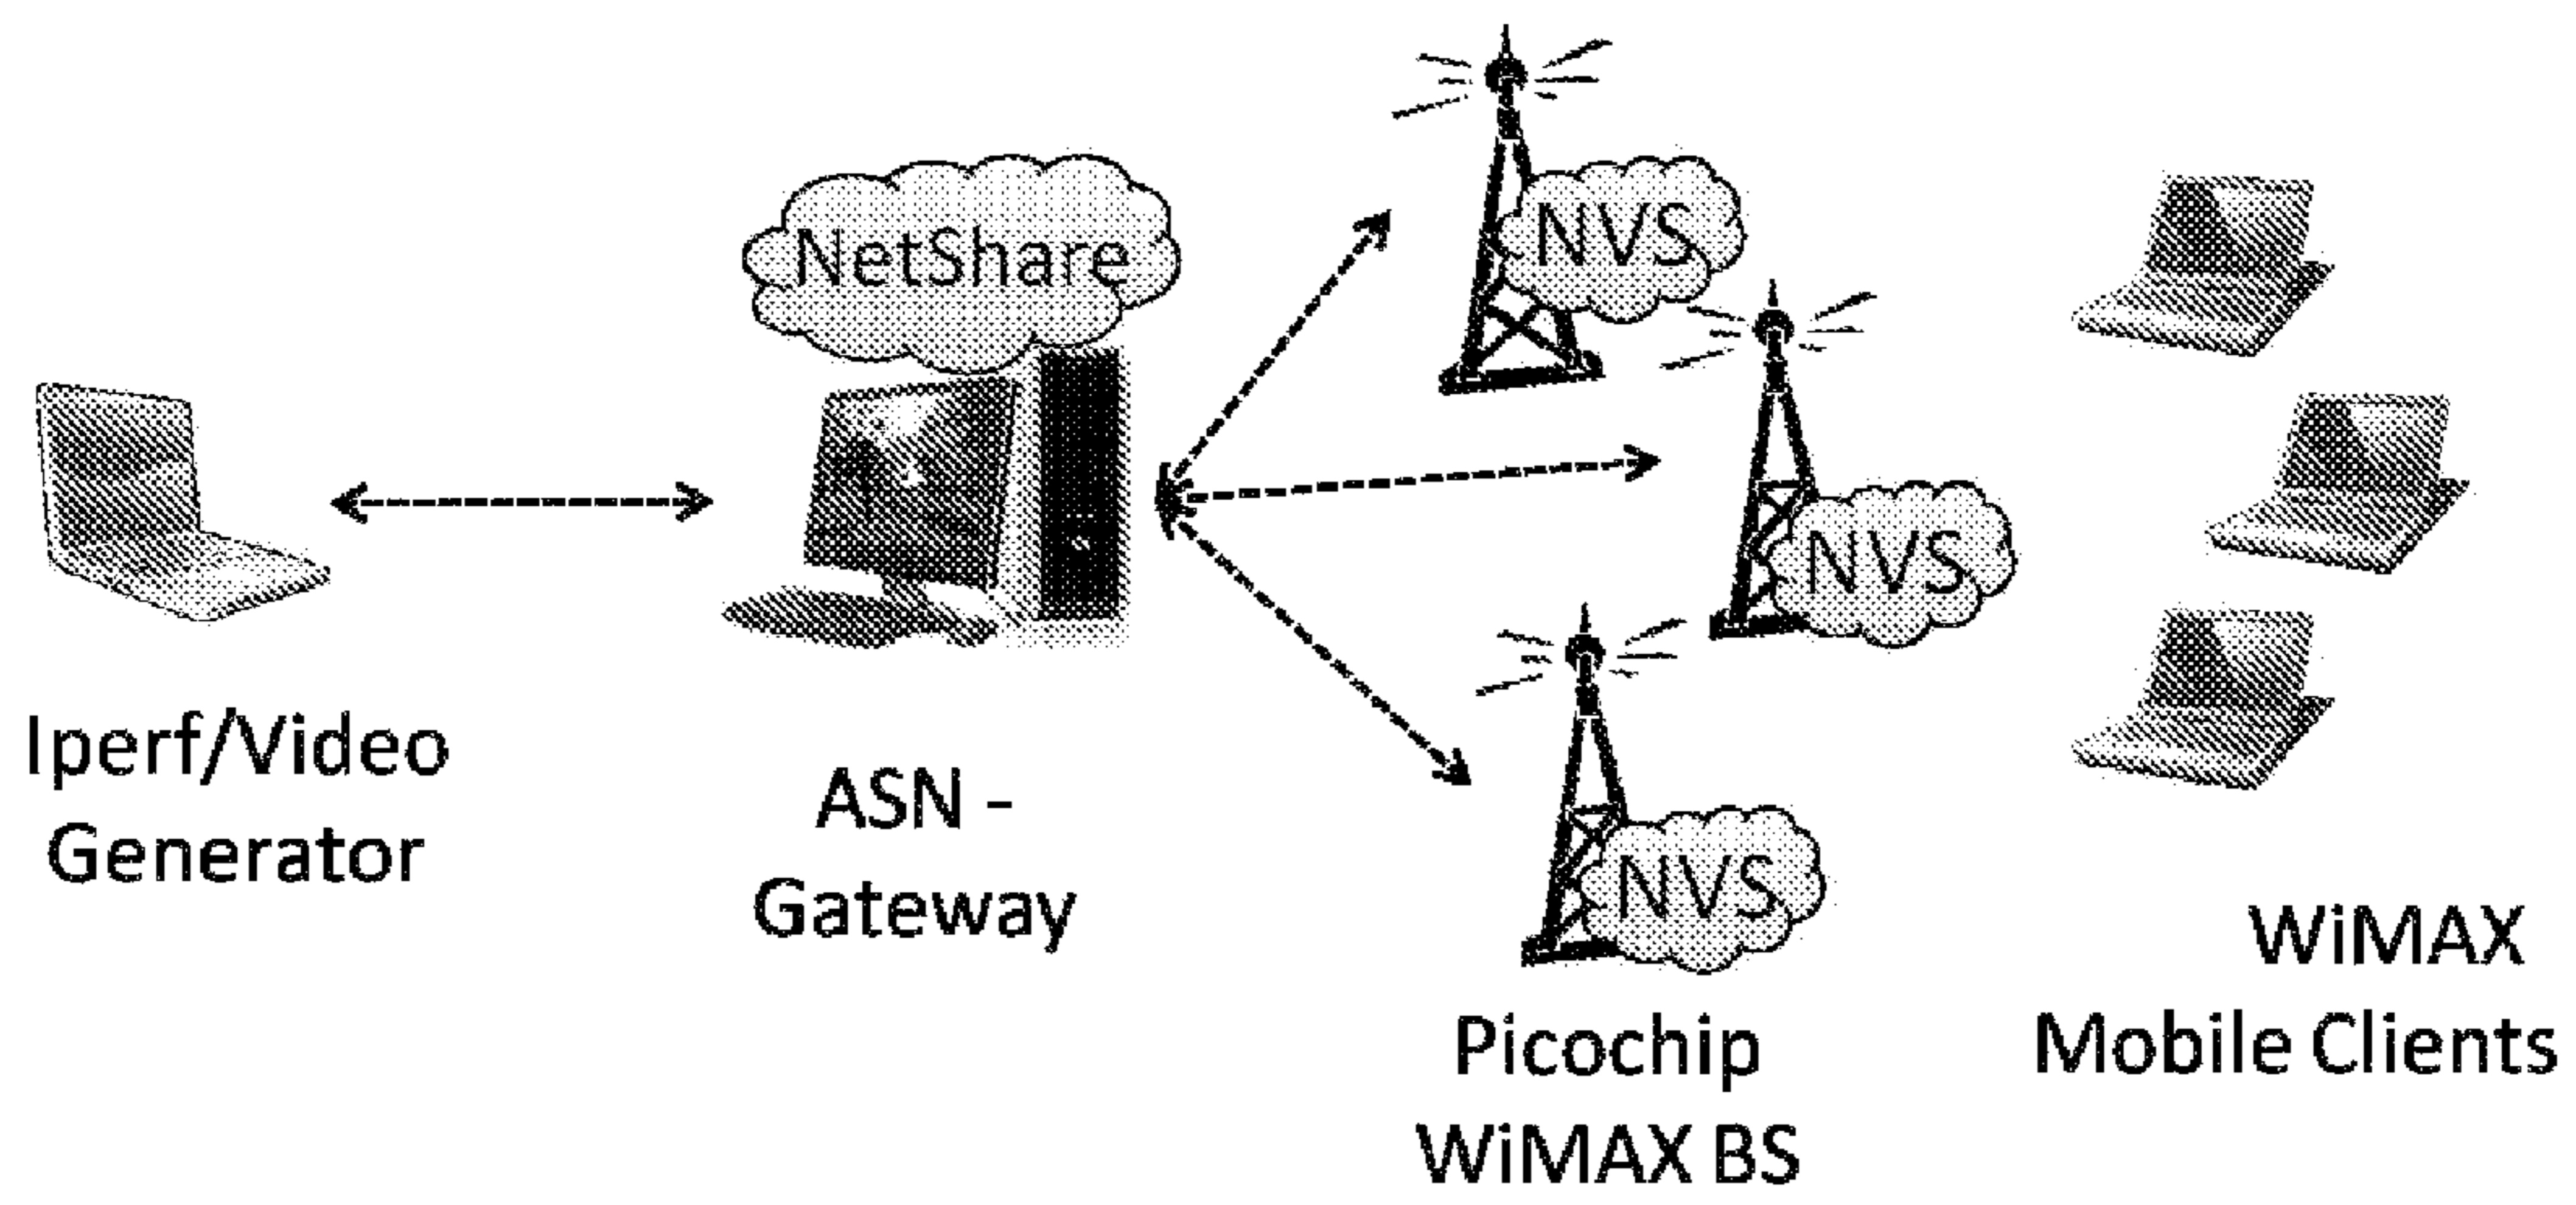 NetShare
NVS
NVS
NVS
Iperf/Video
Generator
ASN -
Gateway
Picochip
WiMAX BS
WiMAX
Mobile Clients